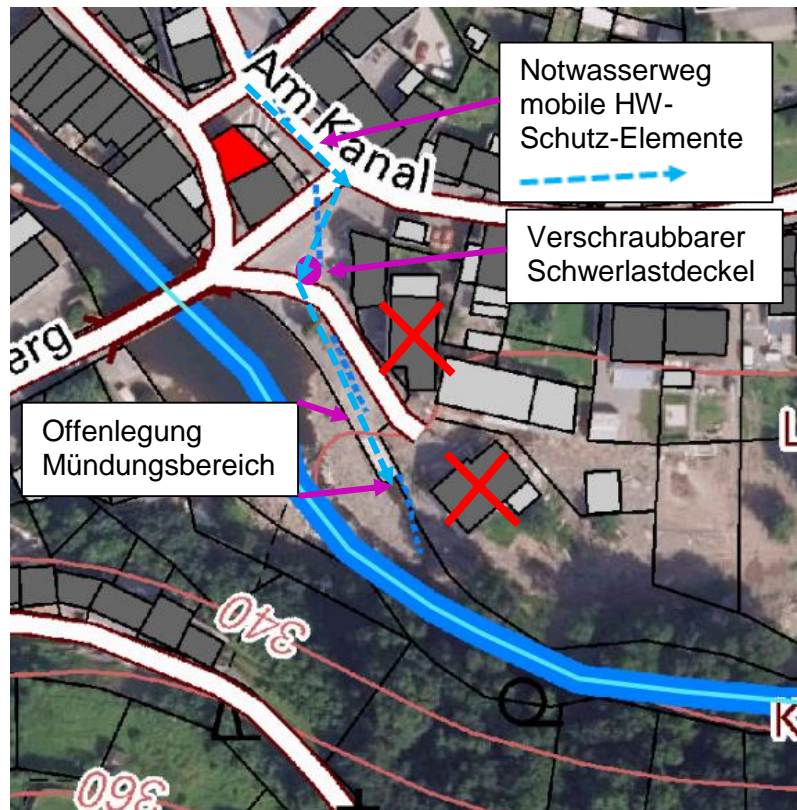 Am Kanal
Notwasserweg
mobile HW-
Schutz-Elemente
Verschraubbarer
Schwerlastdeckel
erg
Offenlegung
Mündungsbereich
L
340
K
360